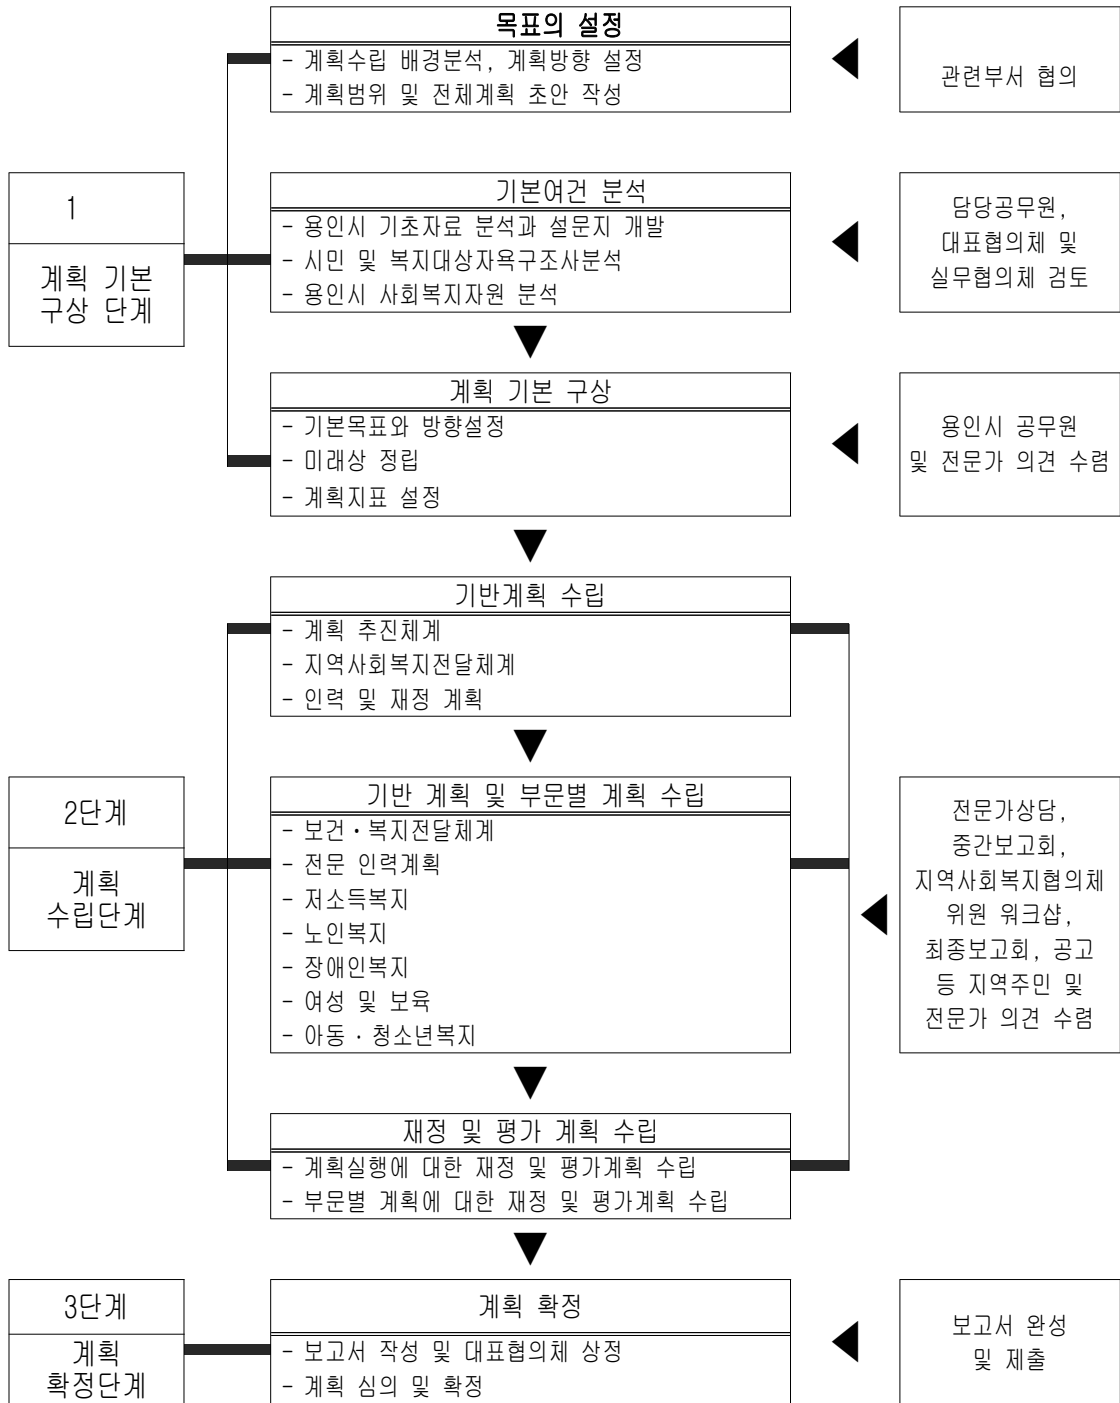 목표의 설정
- 계획수립 배경분석, 계획방향 설정
- 계획범위 및 전체계획 초안 작성
관련부서 협의
1
계획 기본
구상 단계
기본여건 분석
- 용인시 기초자료 분석과 설문지 개발
- 시민 및 복지대상자욕구조사분석
- 용인시 사회복지자원 분석
담당공무원,
대표협의체 및
실무협의체 검토
계획 기본 구상
- 기본목표와 방향설정
- 미래상 정립
- 계획지표 설정
용인시 공무원
및 전문가 의견 수렴
기반계획 수립
- 계획 추진체계
- 지역사회복지전달체계
- 인력 및 재정 계획
2단계
계획
수립단계
기반 계획 및 부문별 계획 수립
- 보건·복지전달체계
- 전문 인력계획
- 저소득복지
- 노인복지
- 장애인복지
- 여성 및 보육
- 아동·청소년복지
전문가상담,
중간보고회,
지역사회복지협의체
위원 워크샵,
최종보고회, 공고
등 지역주민 및
전문가 의견 수렴
재정 및 평가 계획 수립
- 계획실행에 대한 재정 및 평가계획 수립
- 부문별 계획에 대한 재정 및 평가계획 수립
3단계
계획
확정단계
계획 확정
- 보고서 작성 및 대표협의체 상정
- 계획 심의 및 확정
보고서 완성
및 제출